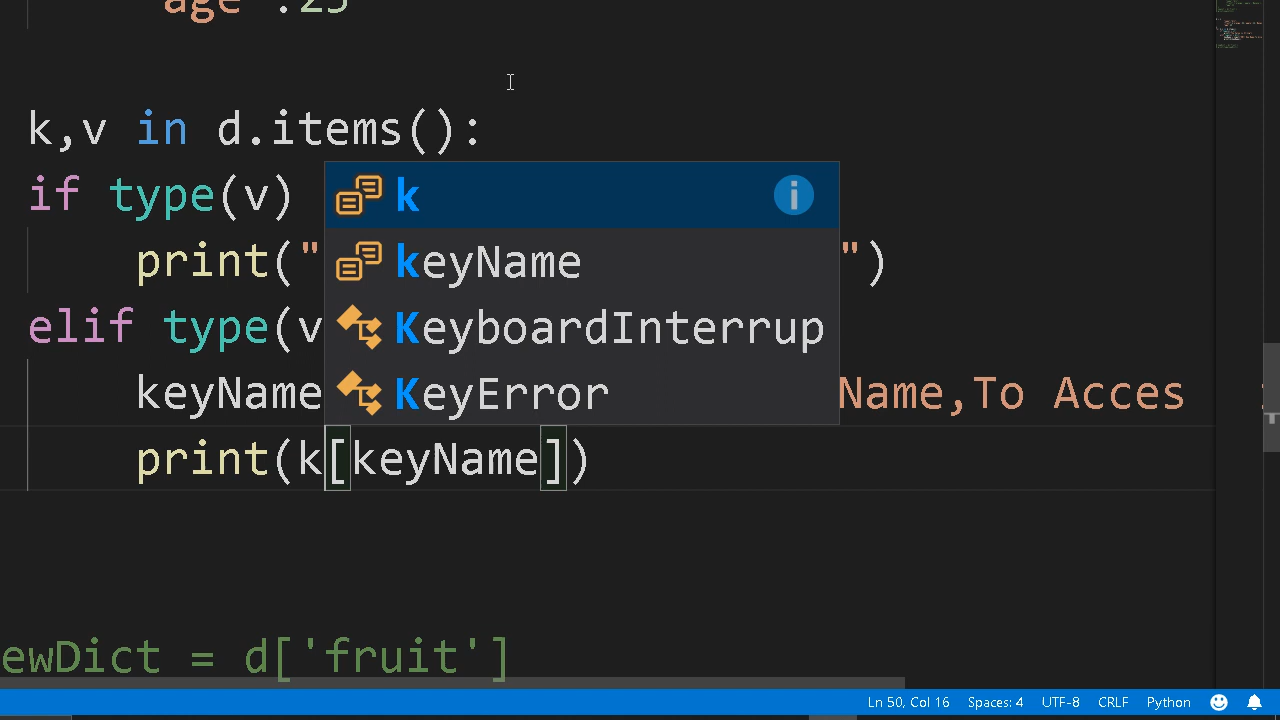 age :25
k,v in d.items():
if type(v)
k
print(" ")
keyName
elif type(v
KeyboardInterrup
keyName Name,To Acces
KeyError
print(k[keyName])
ewDict = d['fruit']
Ln 50, Col 16 Spaces: 4 UTF-8 CRLF Python